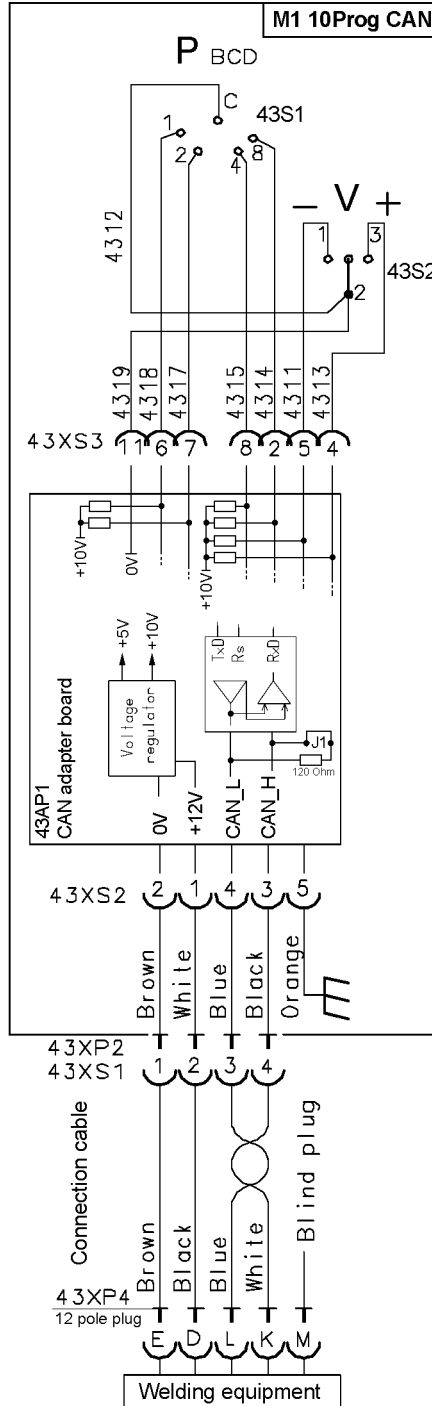 M1 10Prog CAN
P BCD
C
43S1
1
2
4
8
4312
- V +
1
3
43S2
2
4319
4318
4317
4315
4314
4311
4313
43XS3
11
6
7
8
2
5
4
+10V
0V
+10V
+5V
+10V
TxD
Rs
RxD
Voltage
regulator
J1
120 Ohm
43AP1
CAN adapter board
0V
+12V
CAN_L
CAN_H
43XS2
2
1
4
3
5
Brown
White
Blue
Black
Orange
43XP2
43XS1
1
2
3
4
Connection cable
Brown
Black
Blue
White
Blind plug
43XP4
12 pole plug
E
D
L
K
M
Welding equipment